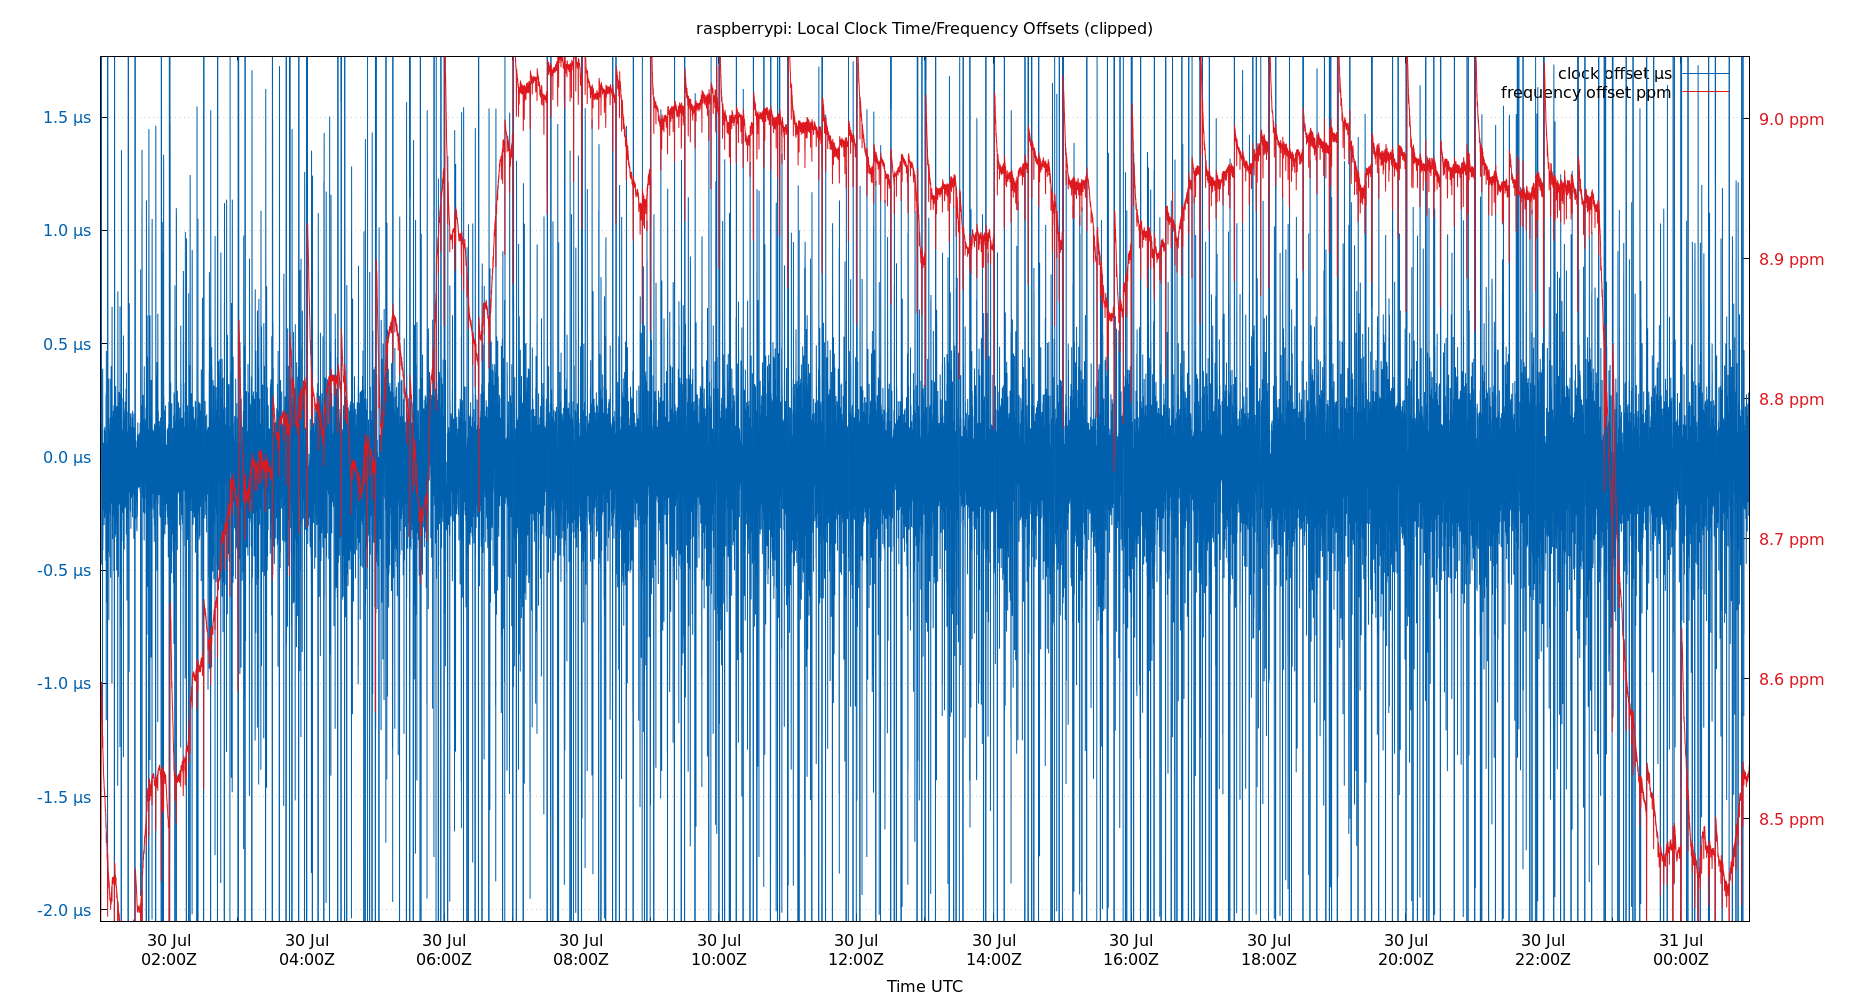 raspberrypi: Local Clock Time/Frequency Offsets (clipped)
clock offset µs
frequency offset ppm
1.5 µs
1.0 µs
0.5 µs
0.0 µs
-0.5 µs
-1.0 µs
-1.5 µs
-2.0 µs
9.0 ppm
8.9 ppm
8.8 ppm
8.7 ppm
8.6 ppm
8.5 ppm
30 Jul 30 Jul 30 Jul 30 Jul 30 Jul 30 Jul 30 Jul 30 Jul 30 Jul 30 Jul 30 Jul 31 Jul
02:00Z 04:00Z 06:00Z 08:00Z 10:00Z 12:00Z 14:00Z 16:00Z 18:00Z 20:00Z 22:00Z 00:00Z
Time UTC